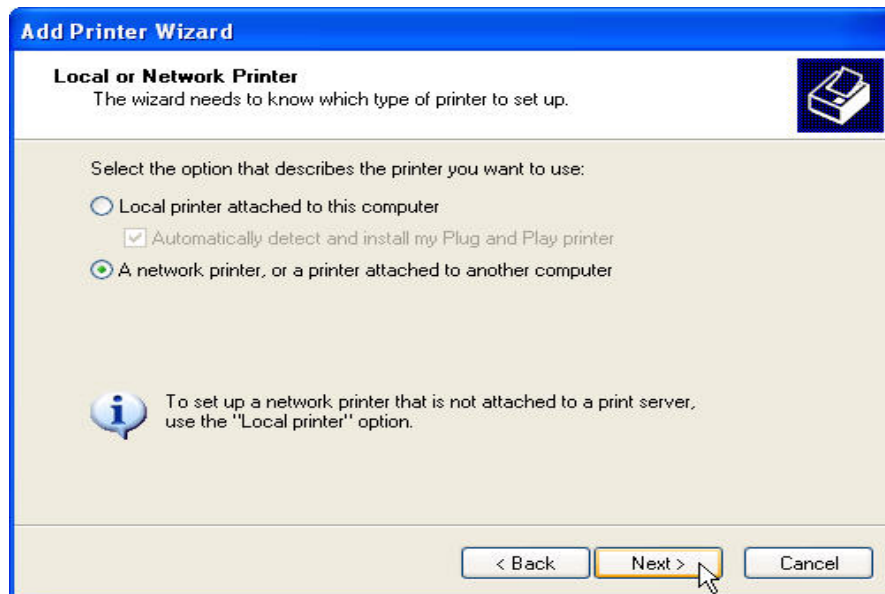 Add Printer Wizard
Local or Network Printer
The wizard needs to know which type of printer to set up.
Select the option that describes the printer you want to use:
Local printer attached to this computer
Automatically detect and install my Plug and Play printer
A network printer, or a printer attached to another computer
To set up a network printer that is not attached to a print server,
use the "Local printer" option.
< Back Next > Cancel